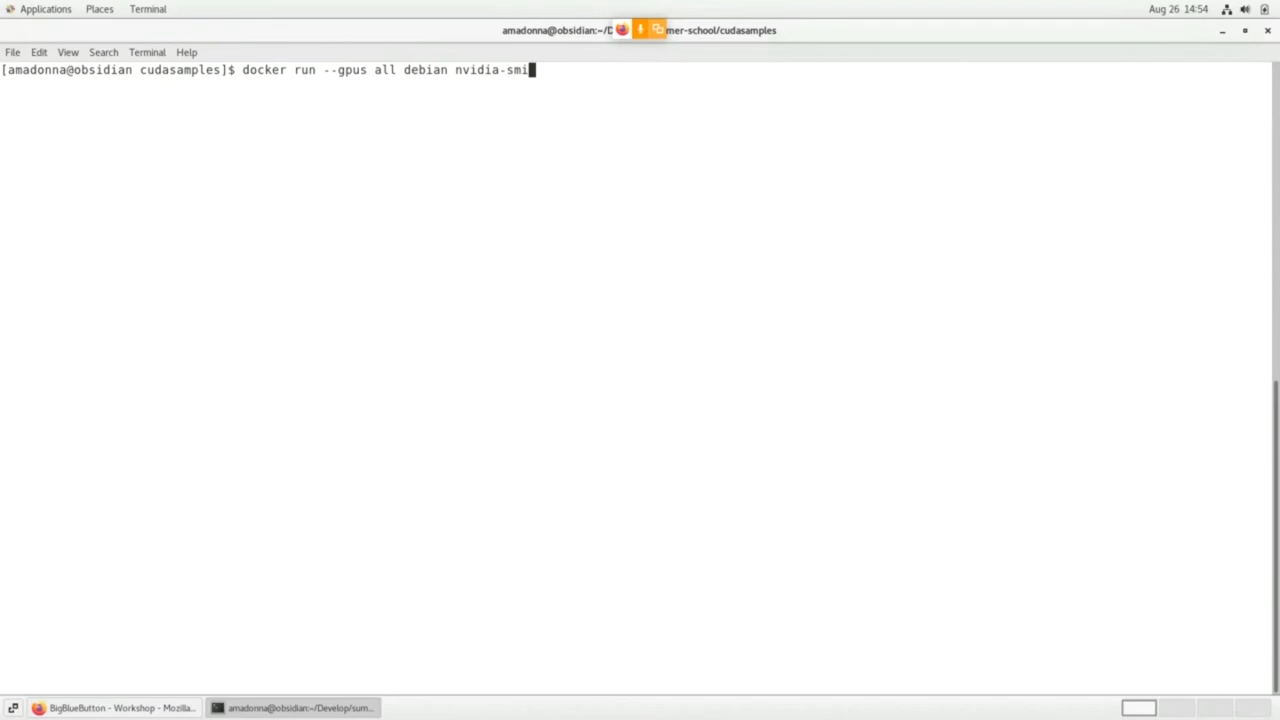 Applications Places Terminal Aug 26 14:54
amadonna@obsidian:~/D mer-school/cudasamples
File Edit View Search Terminal Help
[amadonna@obsidian cudasamples]$ docker run --gpus all debian nvidia-smi
BigBlueButton - Workshop - Mozilla... amadonna@obsidian:~/Develop/sum...